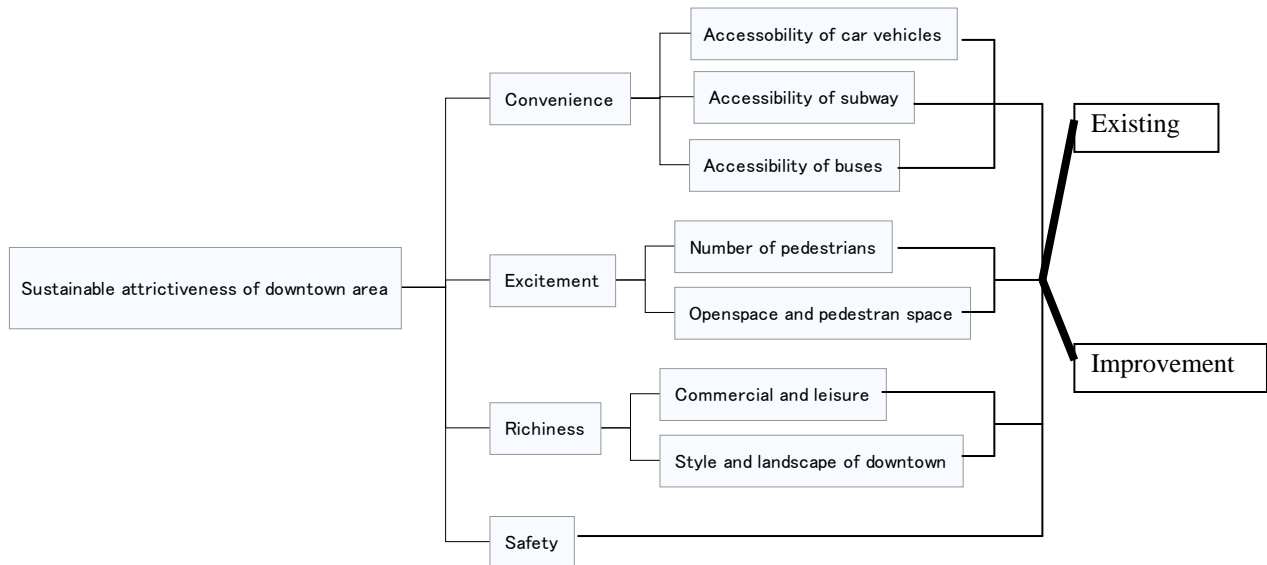 Accessobility of car vehicles
Convenience
Accessibility of subway
Existing
Accessibility of buses
Number of pedestrians
Sustainable attrictiveness of downtown area
Excitement
Openspace and pedestran space
Improvement
Commercial and leisure
Richiness
Style and landscape of downtown
Safety